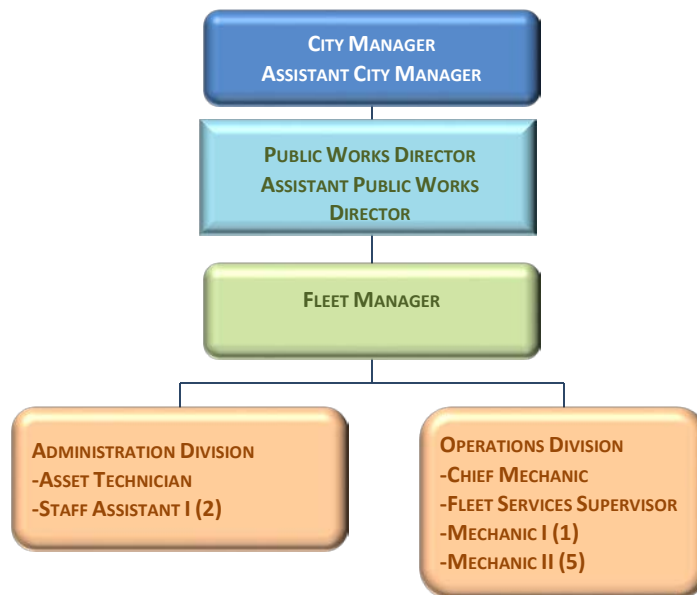 City Manager
Assistant City Manager
Public Works Director
Assistant Public Works
Director
Fleet Manager
Administration Division
-Asset Technician
-Staff Assistant I (2)
Operations Division
-Chief Mechanic
-Fleet Services Supervisor
-Mechanic I (1)
-Mechanic II (5)